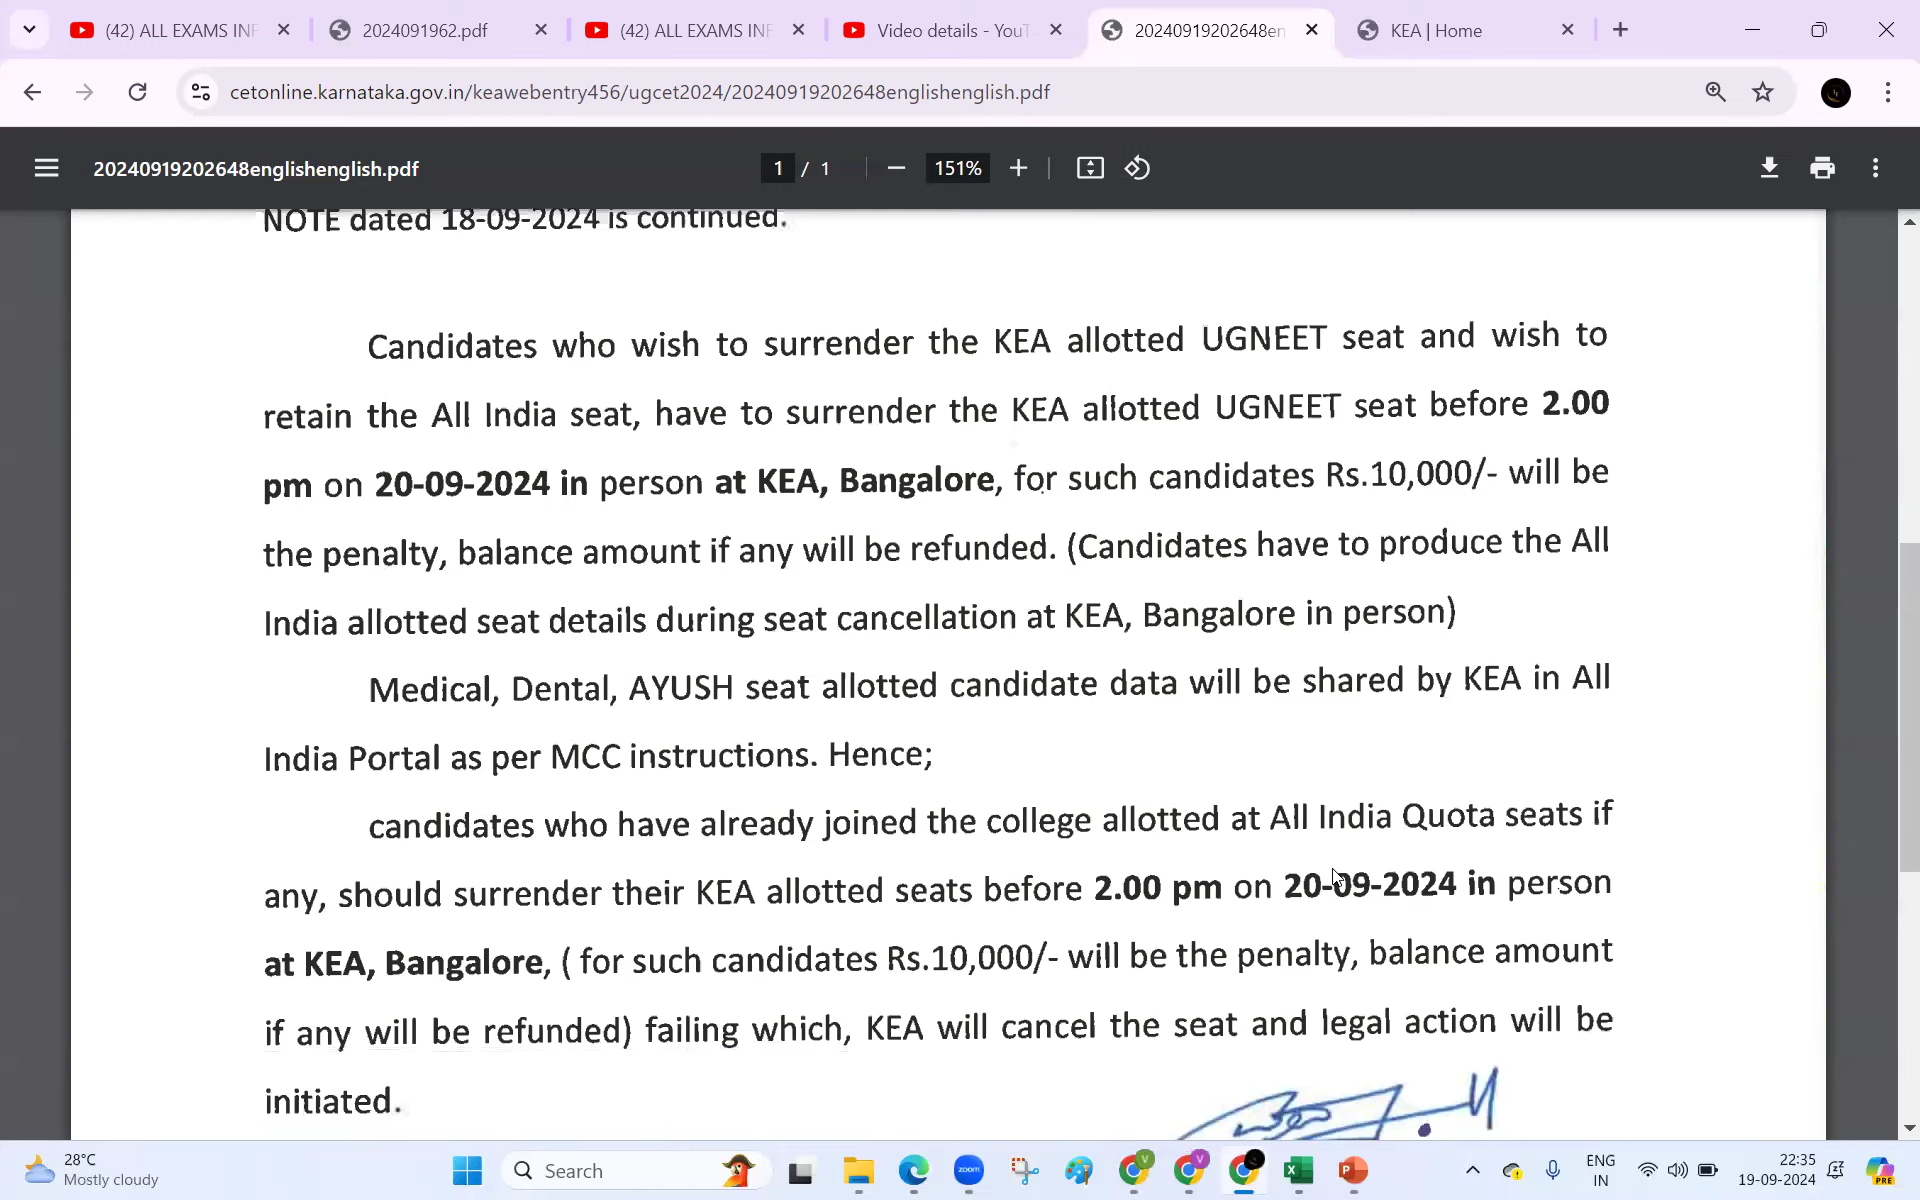 (42) ALL EXAMS INF
2024091962.pdf
(42) ALL EXAMS INF
Video details - YouT
20240919202648en
KEA | Home
cetonline.karnataka.gov.in/keawebentry456/ugcet2024/20240919202648englishenglish.pdf
20240919202648englishenglish.pdf
1 / 1
151%
NOTE dated 18-09-2024 is continued.
Candidates who wish to surrender the KEA allotted UGNEET seat and wish to
retain the All India seat, have to surrender the KEA allotted UGNEET seat before 2.00
pm on 20-09-2024 in person at KEA, Bangalore, for such candidates Rs.10,000/- will be
the penalty, balance amount if any will be refunded. (Candidates have to produce the All
India allotted seat details during seat cancellation at KEA, Bangalore in person)
Medical, Dental, AYUSH seat allotted candidate data will be shared by KEA in All
India Portal as per MCC instructions. Hence;
candidates who have already joined the college allotted at All India Quota seats if
any, should surrender their KEA allotted seats before 2.00 pm on 20-09-2024 in person
at KEA, Bangalore, ( for such candidates Rs.10,000/- will be the penalty, balance amount
if any will be refunded) failing which, KEA will cancel the seat and legal action will be
initiated.
28°C
Mostly cloudy
Search
zoom
V
V
ENG
IN
22:35
19-09-2024
PRE